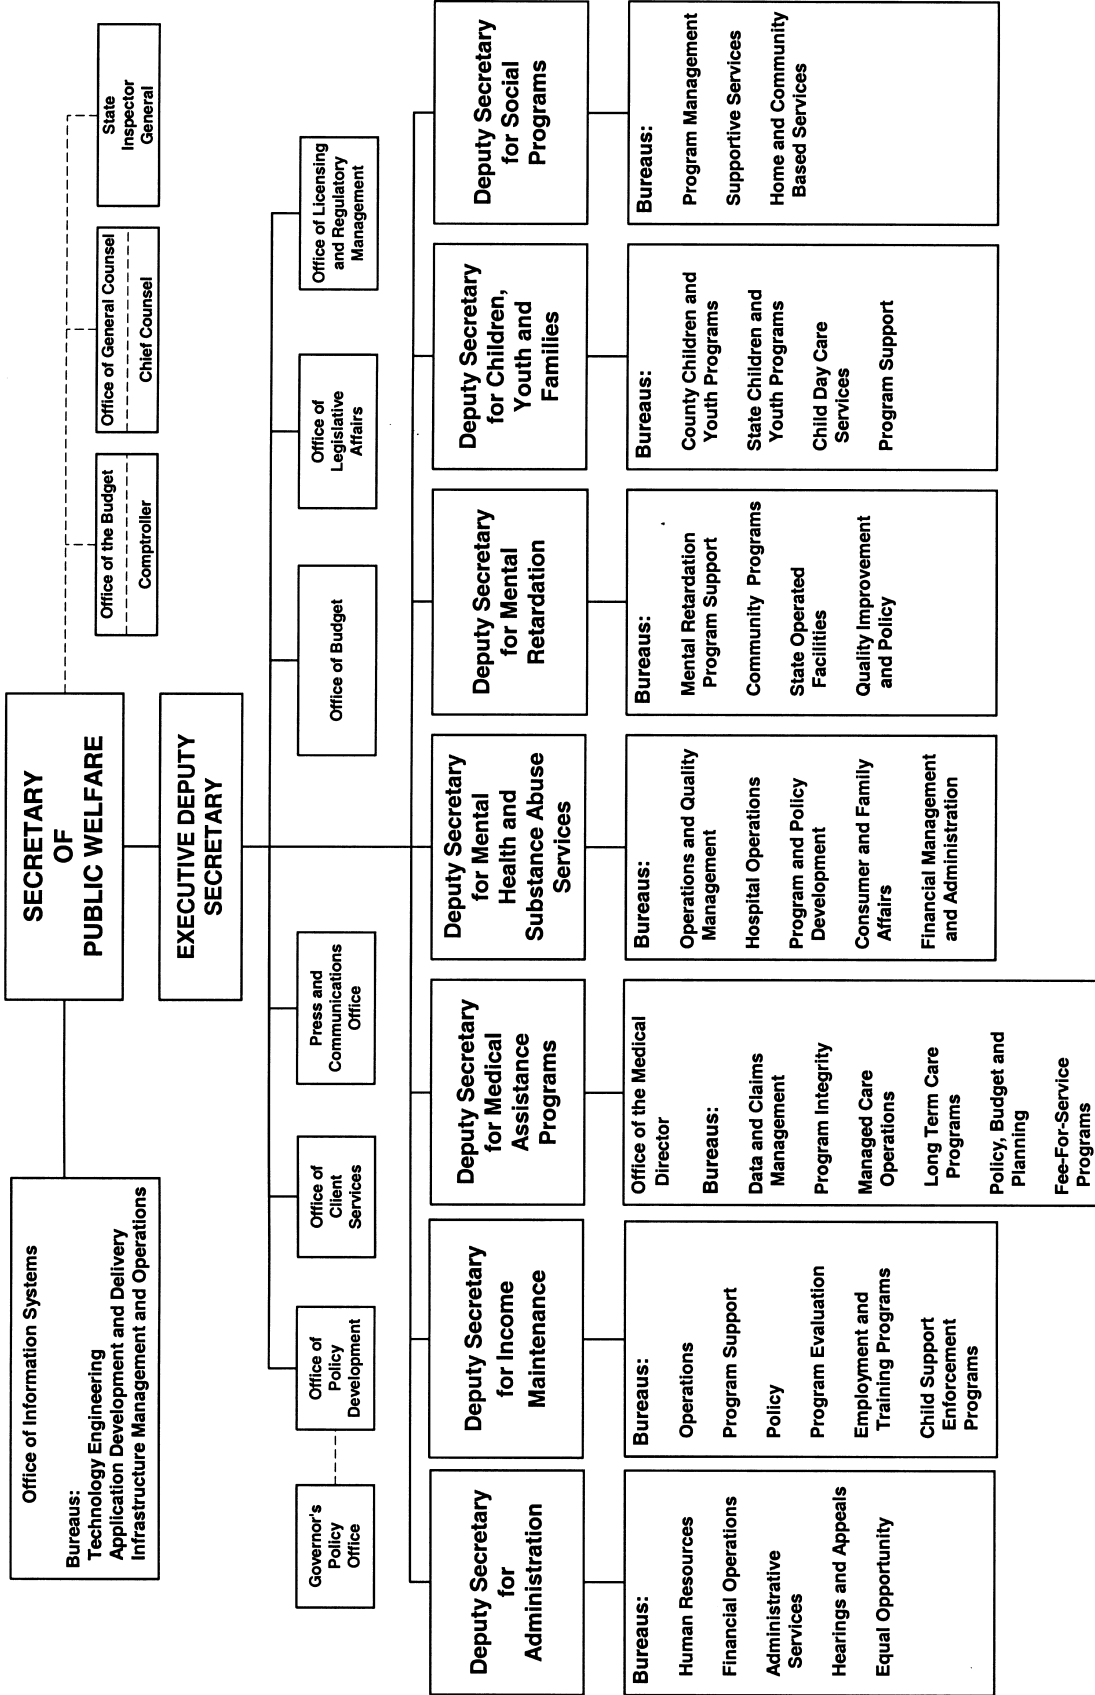 SECRETARY
OF
PUBLIC WELFARE
Office of Information Systems
Bureaus:
Technology Engineering
Application Development and Delivery
Infrastructure Management and Operations
Office of the Budget
Comptroller
Office of General Counsel
Chief Counsel
State
Inspector
General
EXECUTIVE DEPUTY
SECRETARY
Governor's
Policy
Office
Office of
Policy
Development
Office of
Client
Services
Press and
Communications
Office
Office of Budget
Office of
Legislative
Affairs
Office of Licensing
and Regulatory
Management
Deputy Secretary
for
Administration
Bureaus:
Human Resources
Financial Operations
Administrative
Services
Hearings and Appeals
Equal Opportunity
Deputy Secretary
for Income
Maintenance
Bureaus:
Operations
Program Support
Policy
Program Evaluation
Employment and
Training Programs
Child Support
Enforcement
Programs
Deputy Secretary
for Medical
Assistance
Programs
Office of the Medical
Director
Bureaus:
Data and Claims
Management
Program Integrity
Managed Care
Operations
Long Term Care
Programs
Policy, Budget and
Planning
Fee-For-Service
Programs
Deputy Secretary
for Mental
Health and
Substance Abuse
Services
Bureaus:
Operations and Quality
Management
Hospital Operations
Program and Policy
Development
Consumer and Family
Affairs
Financial Management
and Administration
Deputy Secretary
for Mental
Retardation
Bureaus:
Mental Retardation
Program Support
Community Programs
State Operated
Facilities
Quality Improvement
and Policy
Deputy Secretary
for Children,
Youth and
Families
Bureaus:
County Children and
Youth Programs
State Children and
Youth Programs
Child Day Care
Services
Program Support
Deputy Secretary
for Social
Programs
Bureaus:
Program Management
Supportive Services
Home and Community
Based Services